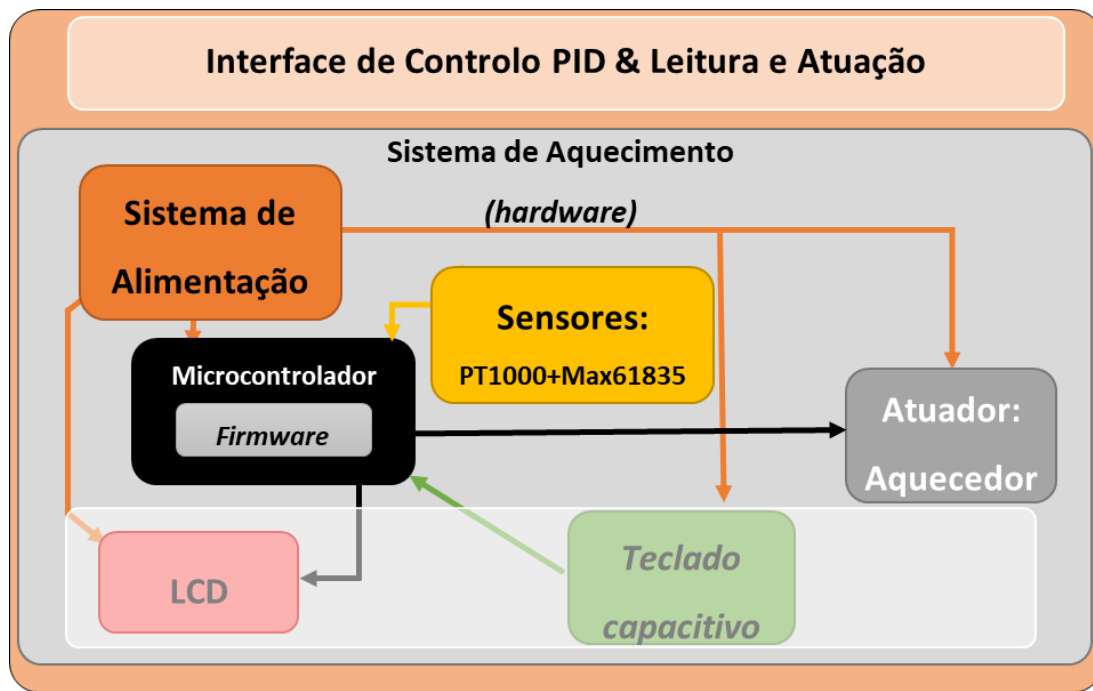 Interface de Controlo PID & Leitura e Atuação
Sistema de Aquecimento
(hardware)
Sistema de
Alimentação
Sensores:
PT1000+Max61835
Microcontrolador
Firmware
Atuador:
Aquecedor
LCD
Teclado
capacitivo